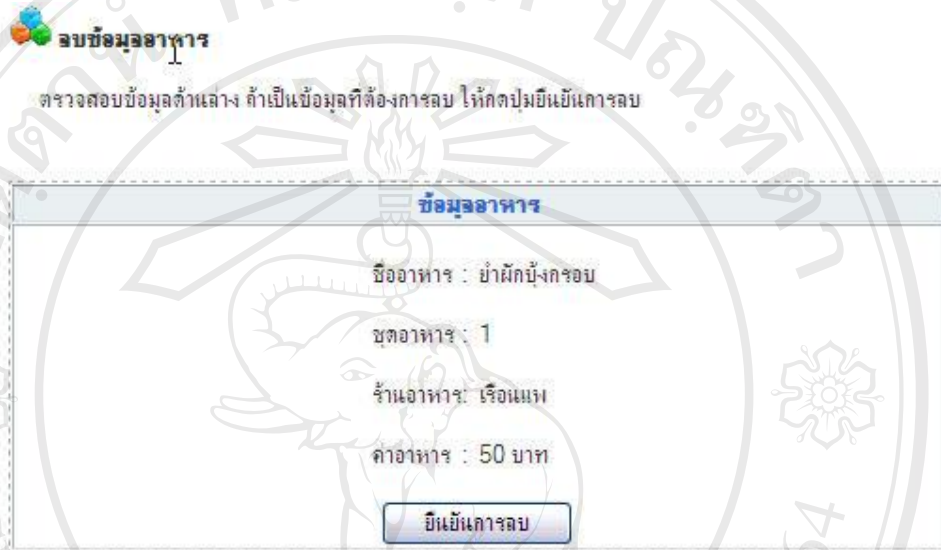 ลบข้อมูลอาหาร
ตรวจสอบข้อมูลด้านล่าง ถ้าเป็นข้อมูลที่ต้องการลบ ให้กดปุ่มยืนยันการลบ
ข้อมูลอาหาร
ชื่ออาหาร : ยำผักบุ้งกรอบ
ชุดอาหาร : 1
ร้านอาหาร: เรือนแพ
ค่าอาหาร : 50 บาท
ยืนยันการลบ